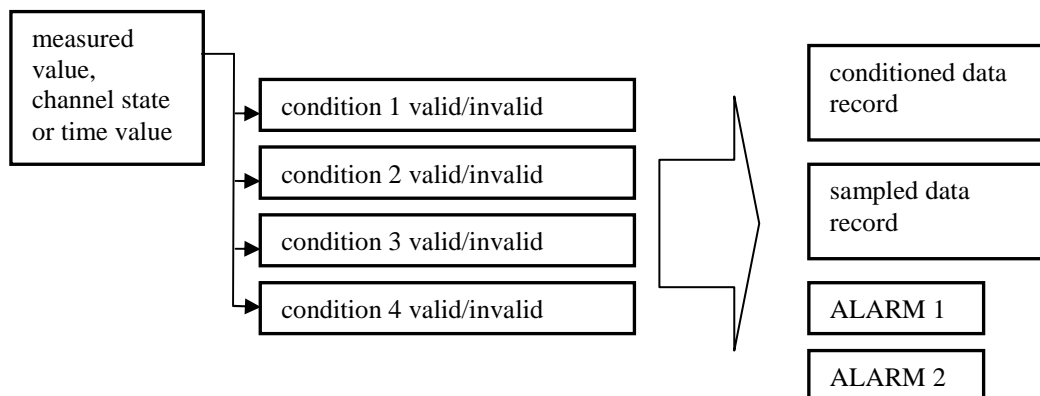 measured
value,
channel state
or time value
condition 1 valid/invalid
condition 2 valid/invalid
condition 3 valid/invalid
condition 4 valid/invalid
conditioned data
record
sampled data
record
ALARM 1
ALARM 2